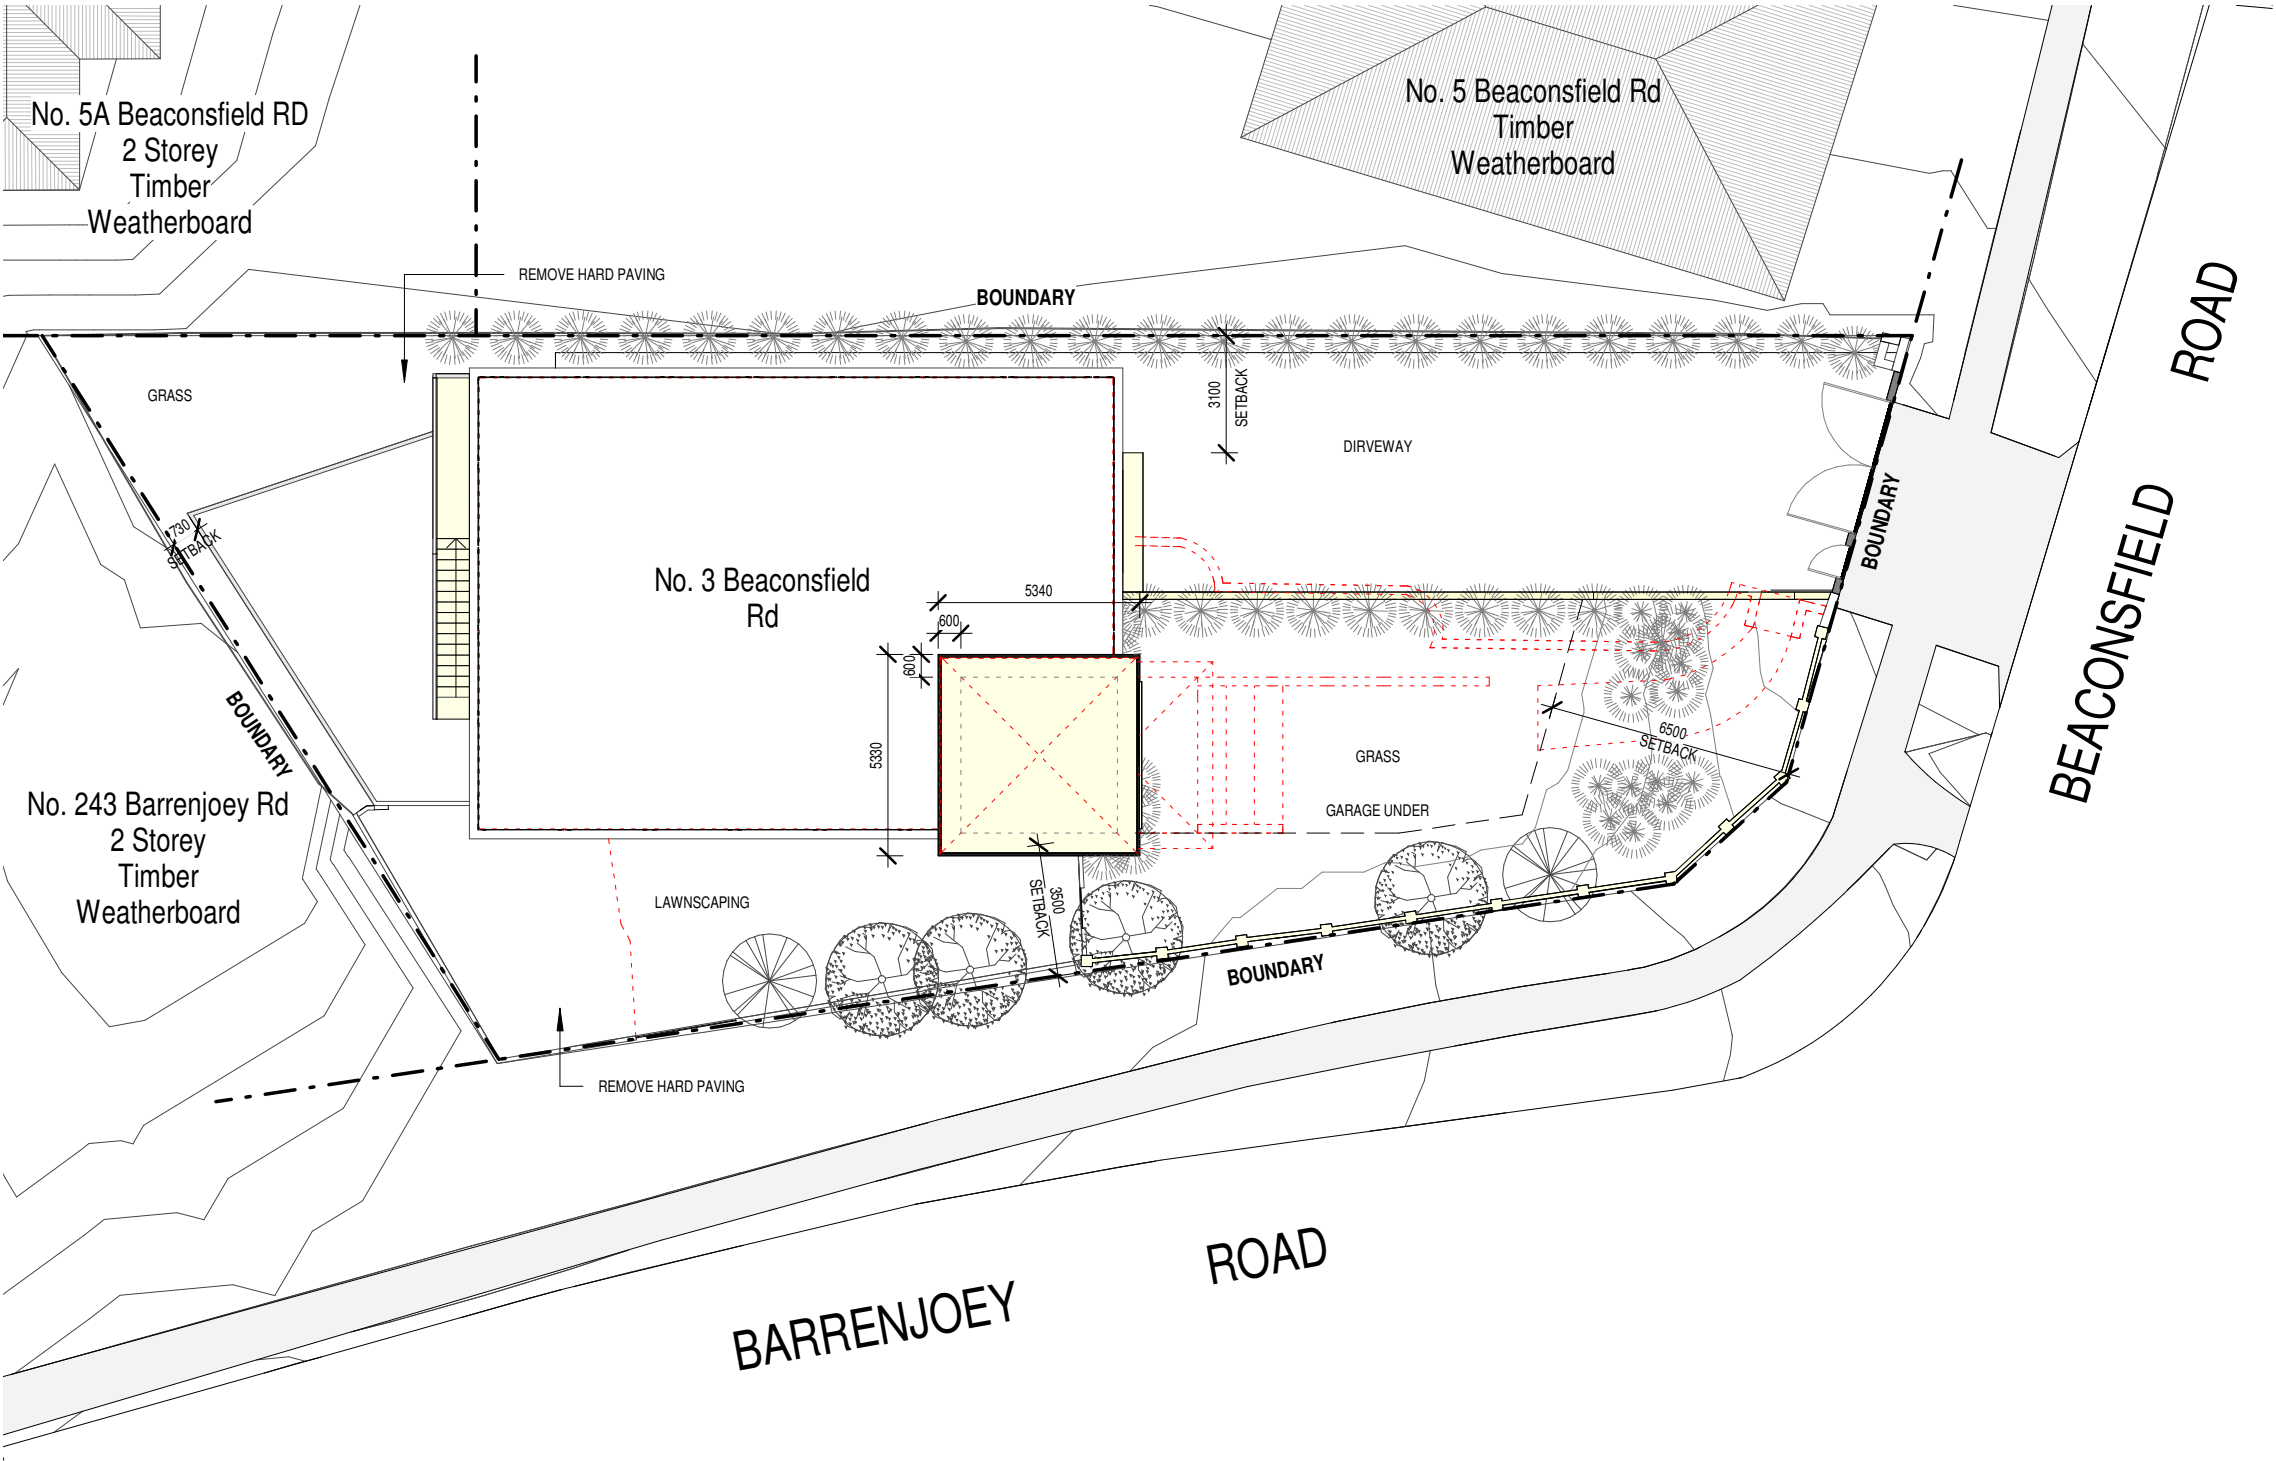 No. 5A Beaconsfield RD
2 Storey
Timber
Weatherboard
No. 5 Beaconsfield Rd
Timber
Weatherboard
REMOVE HARD PAVING
BOUNDARY
ROAD
GRASS
3100
SETBACK
DIRVEWAY
BOUNDARY
BEACONSFIELD
730
SETBACK
No. 3 Beaconsfield
Rd
5340
600
600
5330
6500
SETBACK
GRASS
GARAGE UNDER
BOUNDARY
No. 243 Barrenjoey Rd
2 Storey
Timber
Weatherboard
LAWNSCAPING
3500
SETBACK
BOUNDARY
REMOVE HARD PAVING
BARRENJOEY
ROAD